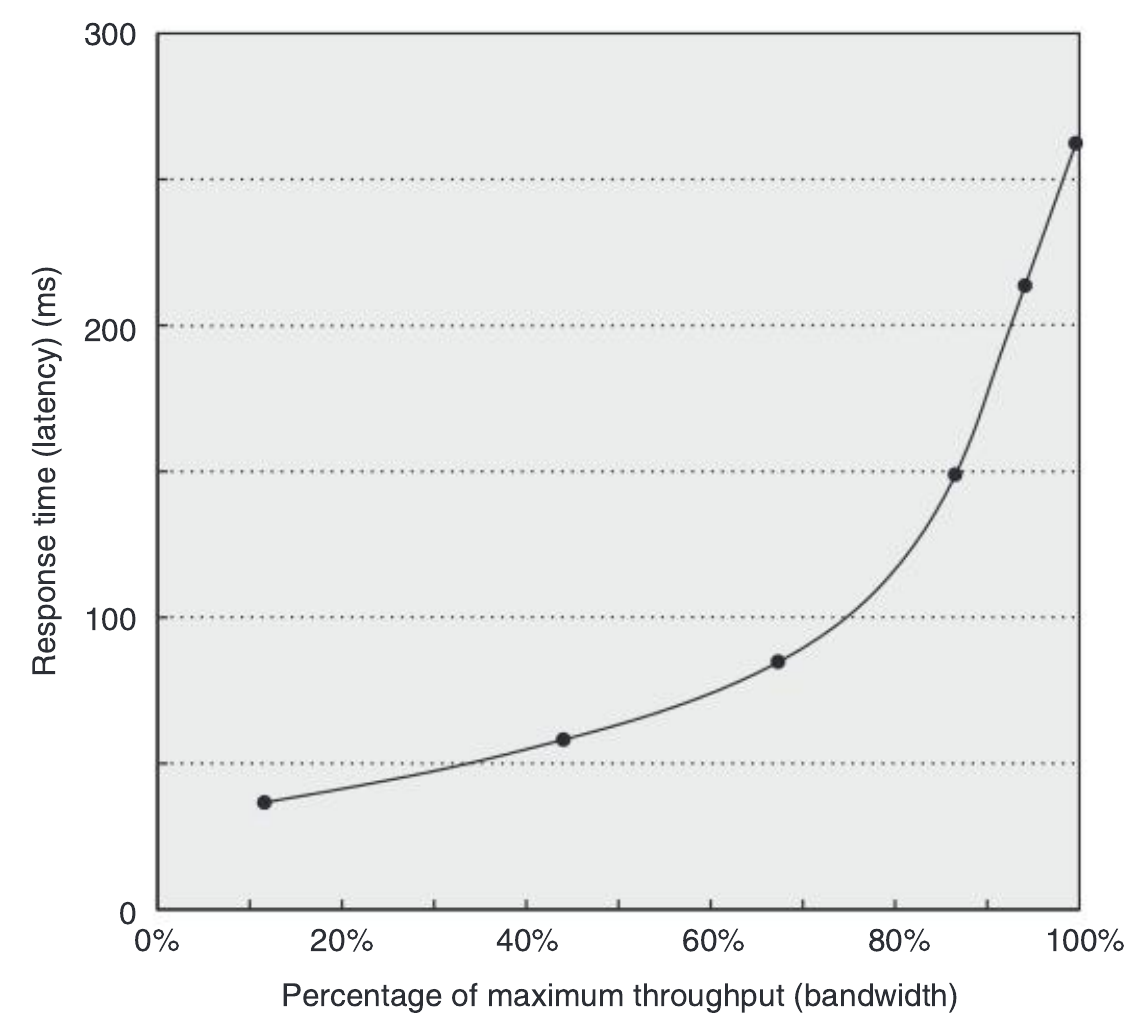 300
200
100
0
Response time (latency) (ms)
0% 20% 40% 60% 80% 100%
Percentage of maximum throughput (bandwidth)